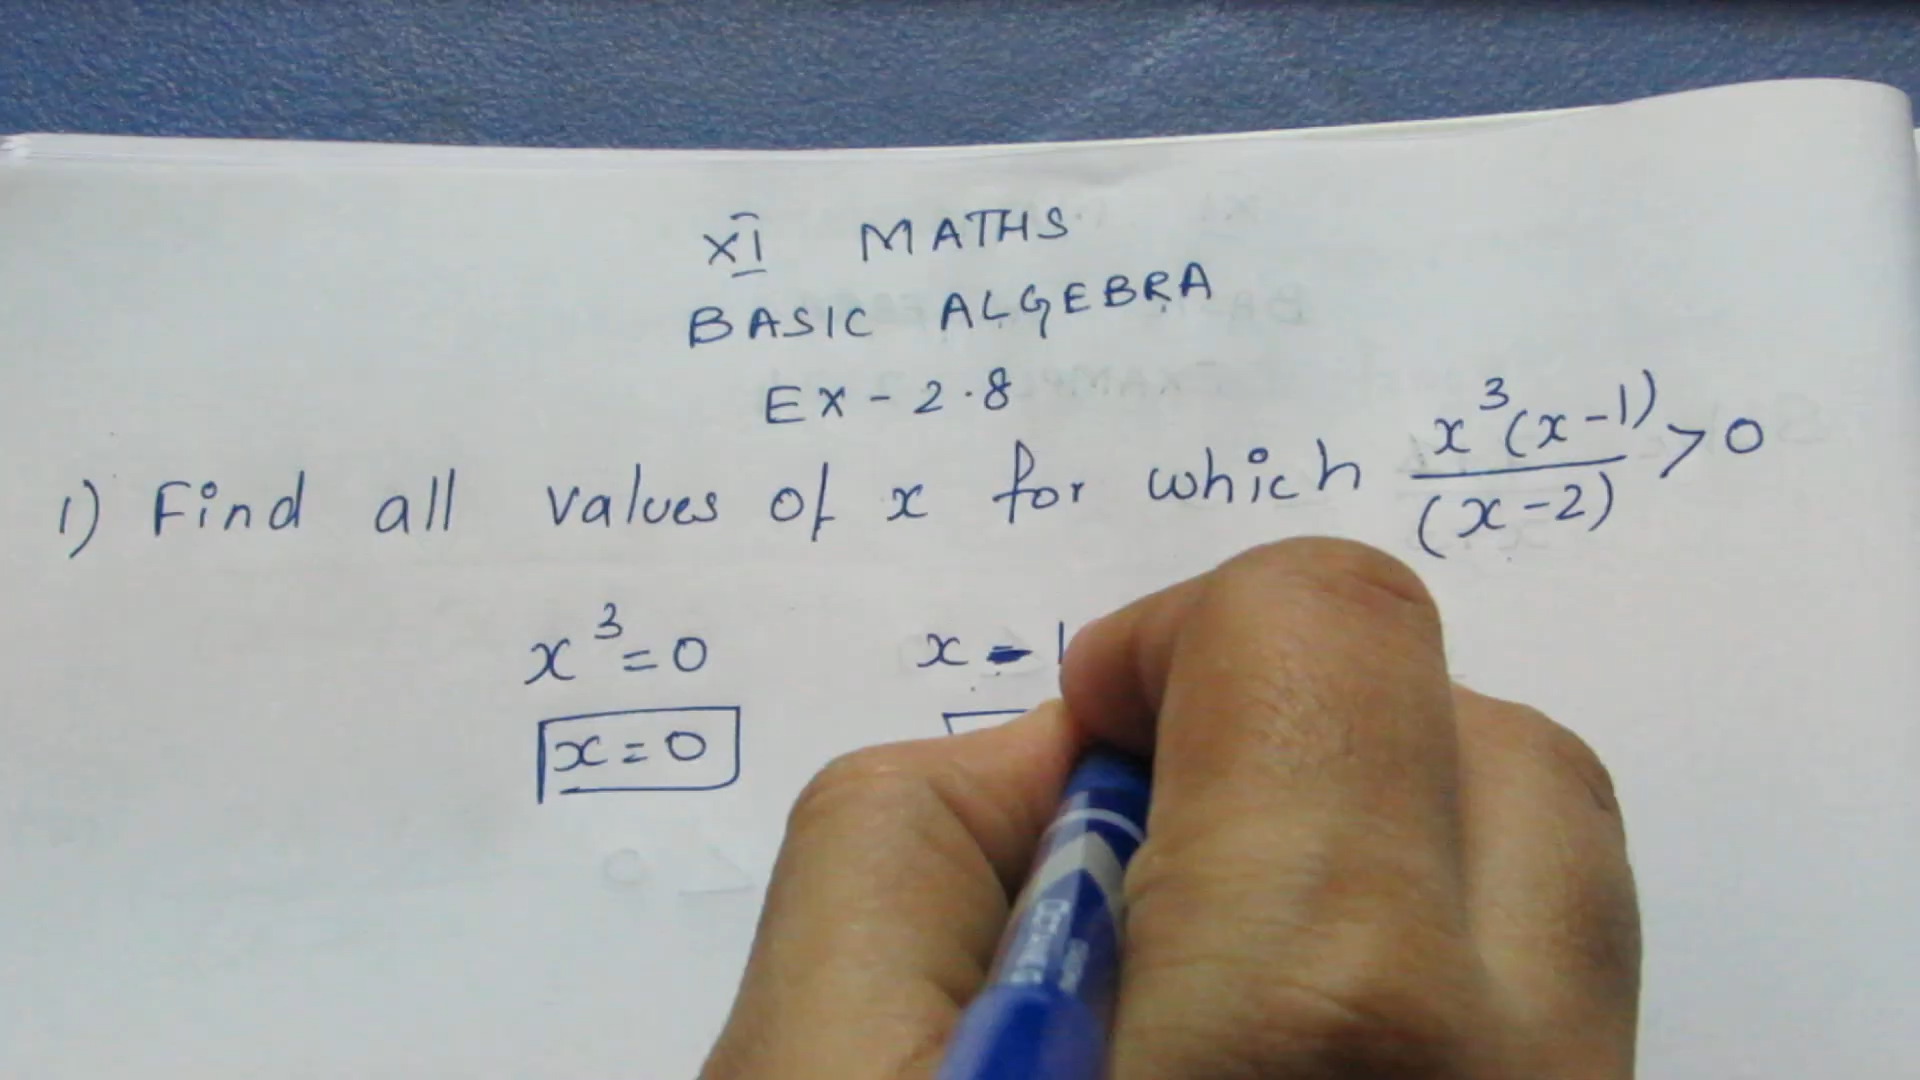 XI MATHS
BASIC ALGEBRA
Ex - 2.8
1) Find all values of x for which x³(x-1)/(x-2) > 0
x³ = 0 x - 1
x = 0